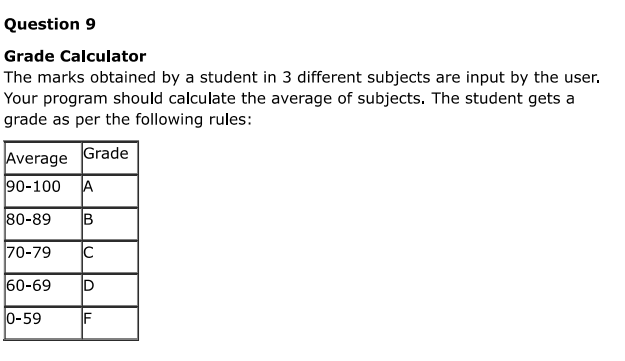 Question 9
Grade Calculator
The marks obtained by a student in 3 different subjects are input by the user.
Your program should calculate the average of subjects. The student gets a
grade as per the following rules:
Average Grade
90-100 A
80-89 B
70-79 C
60-69 D
0-59 F